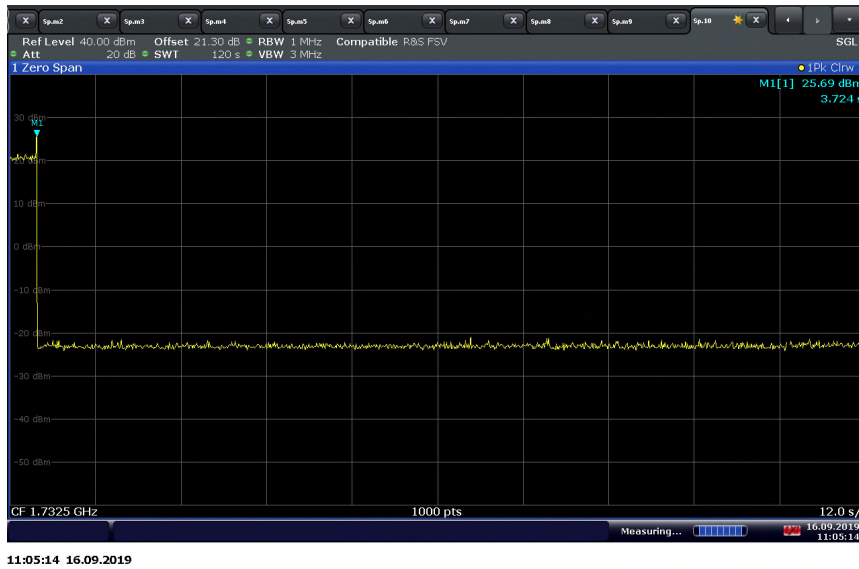 Sp.m2 Sp.m3 Sp.m4 Sp.m5 Sp.m6 Sp.m7 Sp.m8 Sp.m9 Sp.10
Ref Level 40.00 dBm Offset 21.30 dB RBW 1 MHz Compatible R&S FSV SGL
Att 20 dB SWT 120 s VBW 3 MHz
1 Zero Span 1Pk Clrw
M1[1] 25.69 dBm
3.724
30 dBm
M1
20 dBm
10 dBm
0 dBm
-10 dBm
-20 dBm
-30 dBm
-40 dBm
-50 dBm
CF 1.7325 GHz 1000 pts 12.0 s/
Measuring... 16.09.2019
11:05:14
11:05:14 16.09.2019